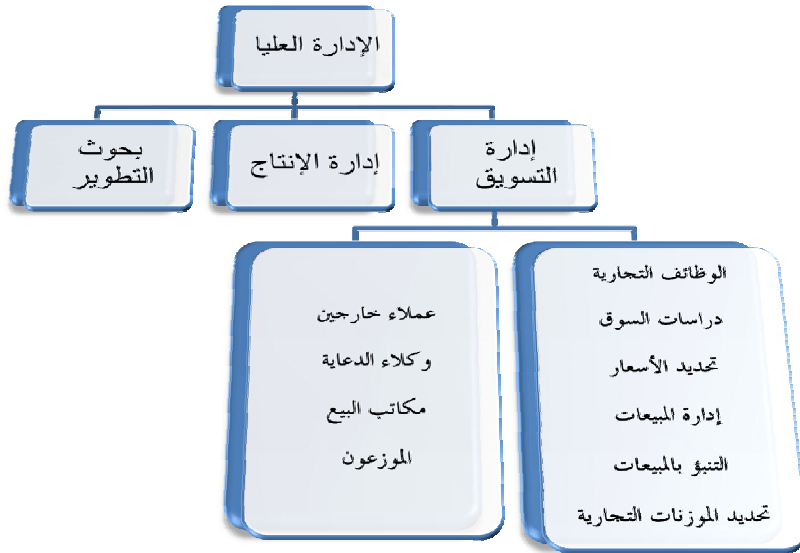 الإدارة العليا
إدارة
التسويق
إدارة الإنتاج
بحوث
التطوير
الوظائف التجارية
دراسات السوق
تحديد الأسعار
إدارة المبيعات
التنبؤ بالمبيعات
تحديد الموزنات التجارية
عملاء خارجين
وكلاء الدعاية
مكاتب البيع
الموزعون